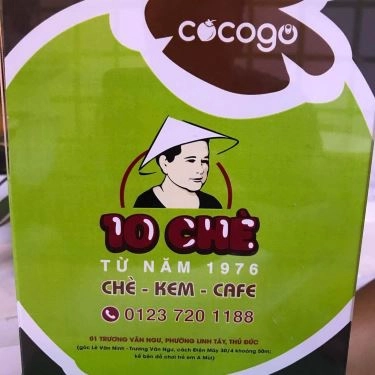 cocogo
10 CHÈ
TỪ NĂM 1976
CHÈ - KEM - CAFE
0123 720 1188
01 TRƯƠNG VĂN NGƯ, PHƯỜNG LINH TÂY, THỦ ĐỨC
(góc Lê Văn Ninh - Trương Văn Ngư, cách Điện Máy 30/4 khoảng 50m;
kế bên đồ chơi trẻ em A Múi)